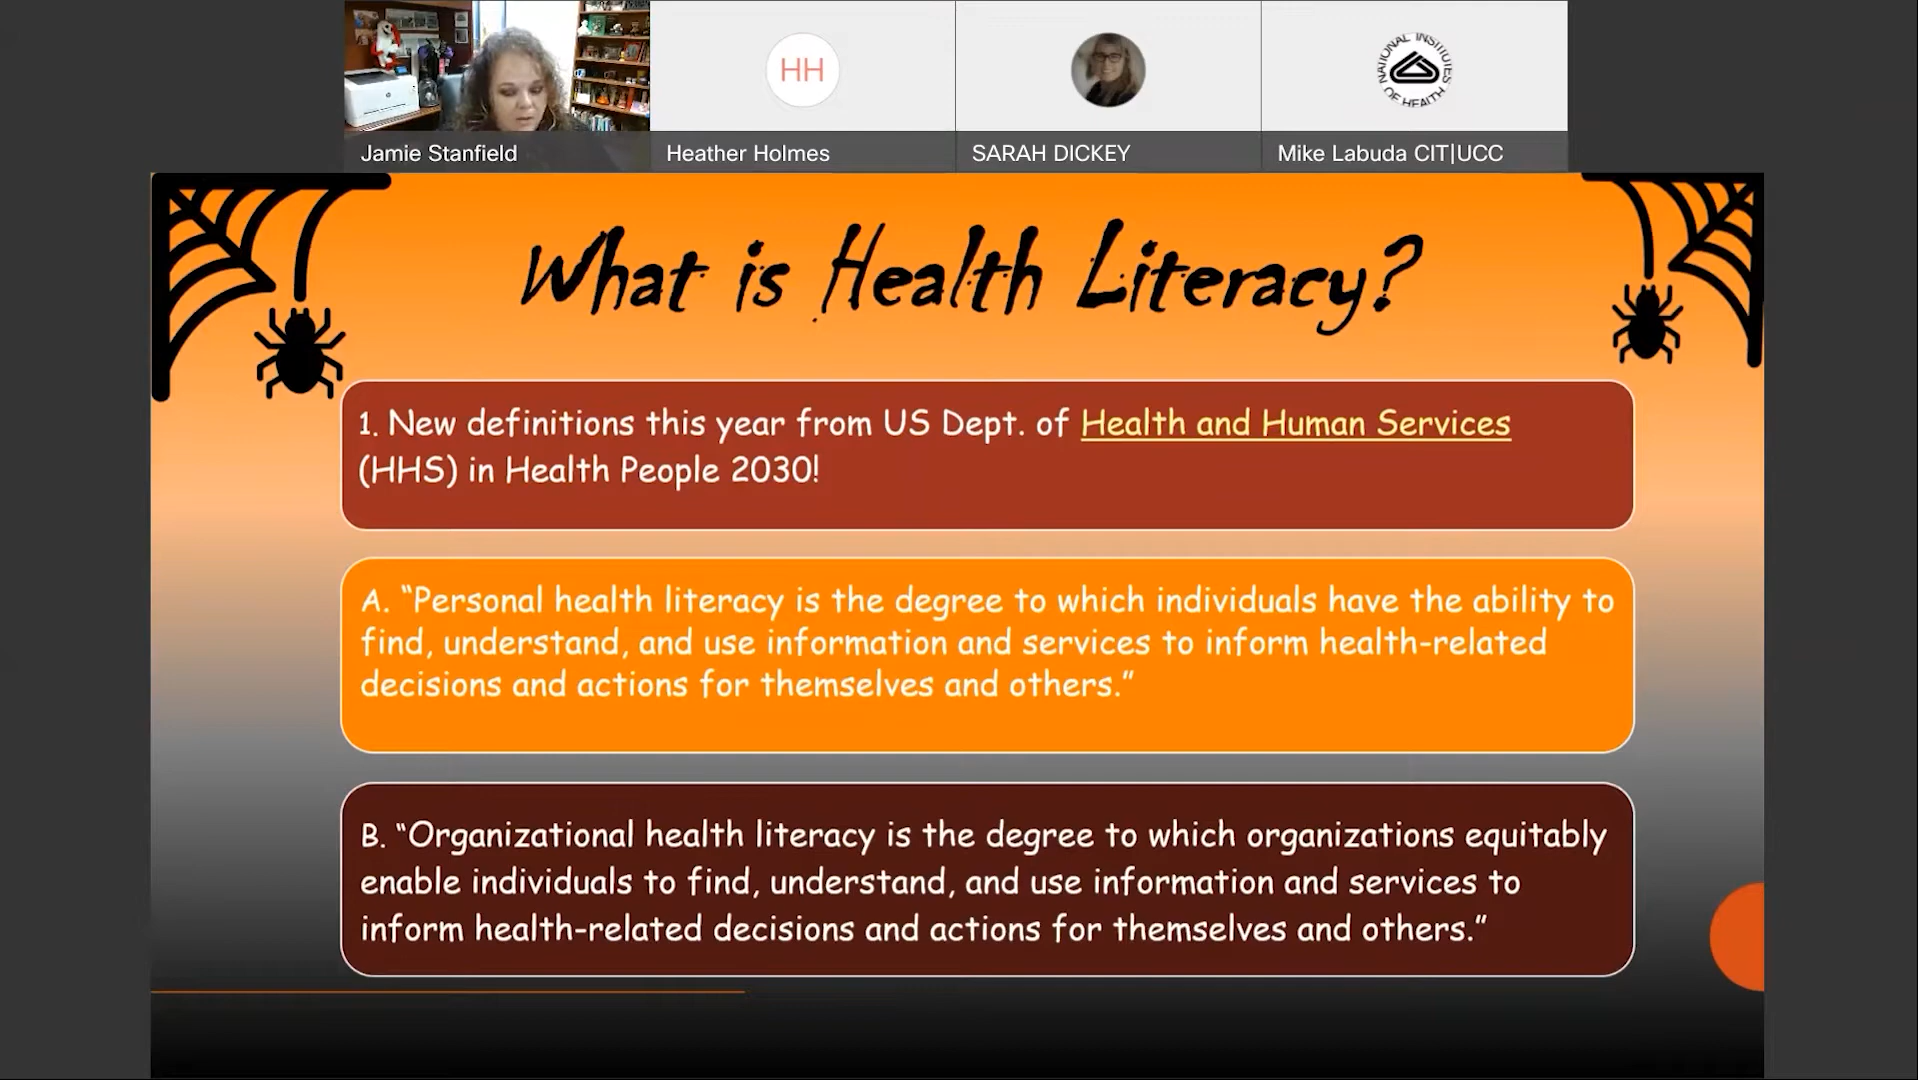 HH
NATIONAL INSTITUTES
OF HEALTH
Jamie Stanfield
Heather Holmes
SARAH DICKEY
Mike Labuda CIT|UCC
What is Health Literacy?
1. New definitions this year from US Dept. of Health and Human Services
(HHS) in Health People 2030!
A. “Personal health literacy is the degree to which individuals have the ability to
find, understand, and use information and services to inform health-related
decisions and actions for themselves and others.”
B. “Organizational health literacy is the degree to which organizations equitably
enable individuals to find, understand, and use information and services to
inform health-related decisions and actions for themselves and others.”